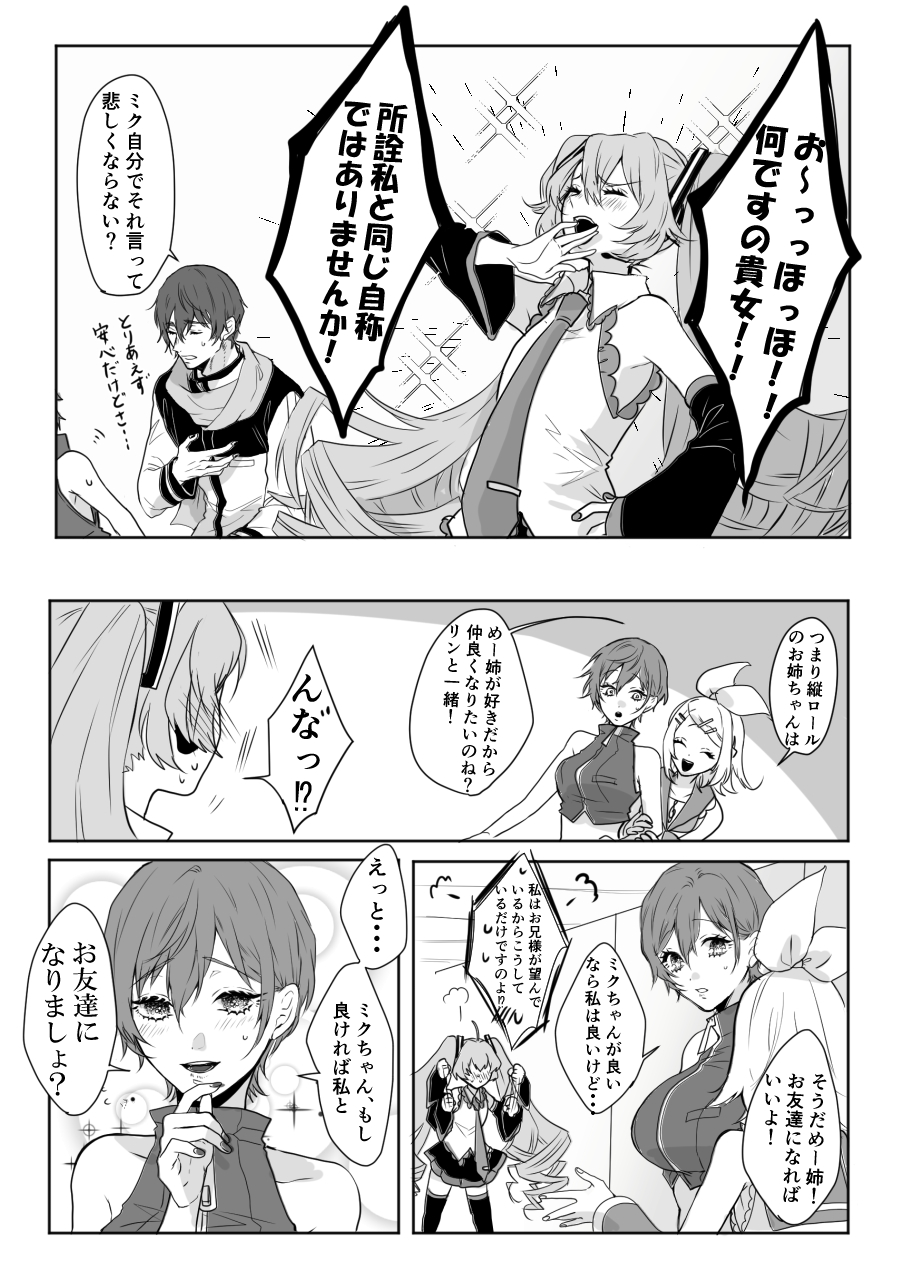 お～っっほっほ！！
何ですの貴女！！
所詮私と同じ自称
ではありませんか！
ミク自分でそれ言って
悲しくならない？
とりあえず
安心だけどさ…
つまり縦ロール
のお姉ちゃんは
めー姉が好きだから
仲良くなりたいのね？
リンと一緒！
んなっ⁉
そうだめー姉！
お友達になれば
いいよ！
ミクちゃんが良い
なら私は良いけど…
私はお兄様が望んで
いるからこうして
いるだけですのよ⁉
えっと…
ミクちゃん、もし
良ければ私と
お友達に
なりましょ？